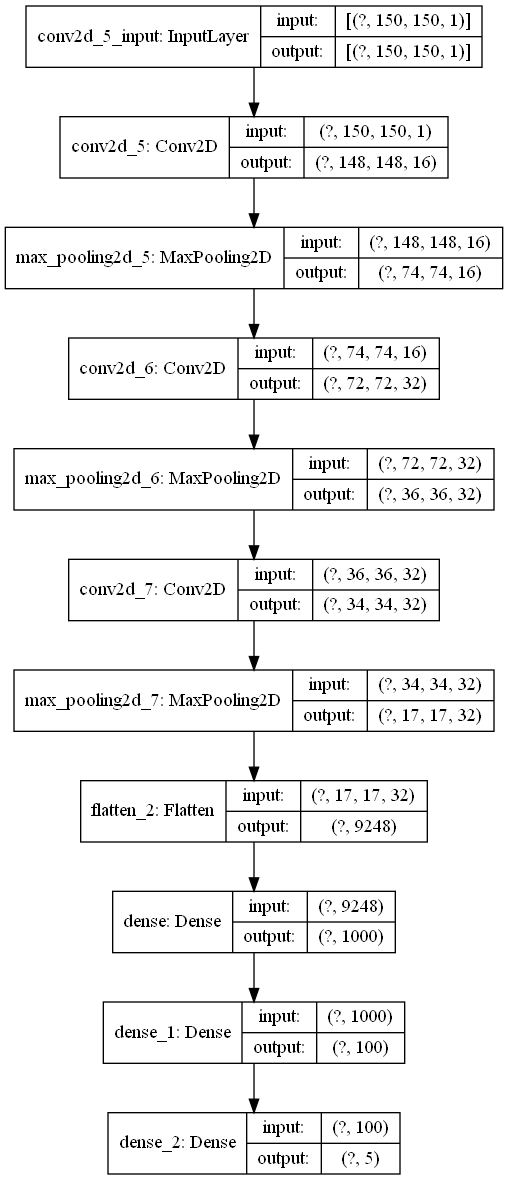 conv2d_5_input: InputLayer
input: [(?, 150, 150, 1)]
output: [(?, 150, 150, 1)]
conv2d_5: Conv2D
input: (?, 150, 150, 1)
output: (?, 148, 148, 16)
max_pooling2d_5: MaxPooling2D
input: (?, 148, 148, 16)
output: (?, 74, 74, 16)
conv2d_6: Conv2D
input: (?, 74, 74, 16)
output: (?, 72, 72, 32)
max_pooling2d_6: MaxPooling2D
input: (?, 72, 72, 32)
output: (?, 36, 36, 32)
conv2d_7: Conv2D
input: (?, 36, 36, 32)
output: (?, 34, 34, 32)
max_pooling2d_7: MaxPooling2D
input: (?, 34, 34, 32)
output: (?, 17, 17, 32)
flatten_2: Flatten
input: (?, 17, 17, 32)
output: (?, 9248)
dense: Dense
input: (?, 9248)
output: (?, 1000)
dense_1: Dense
input: (?, 1000)
output: (?, 100)
dense_2: Dense
input: (?, 100)
output: (?, 5)